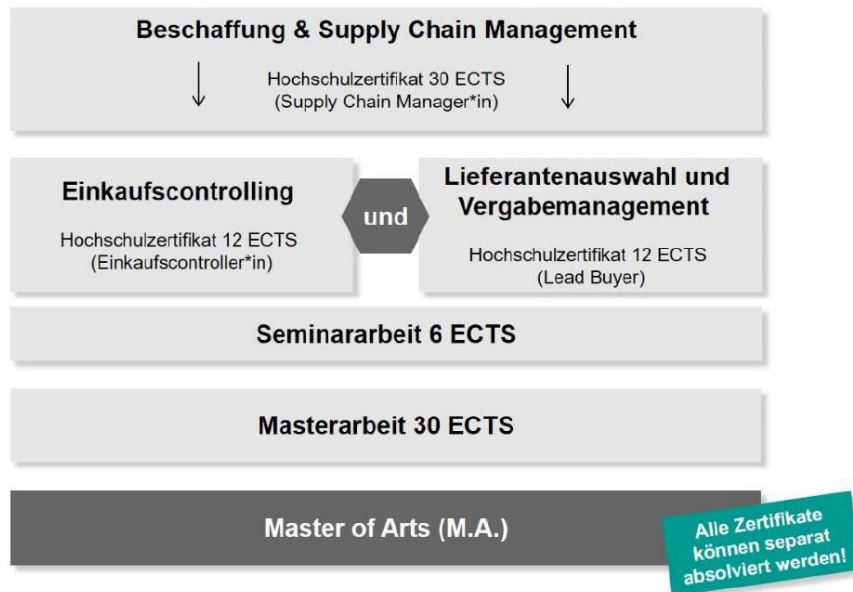 Beschaffung & Supply Chain Management
Hochschulzertifikat 30 ECTS
(Supply Chain Manager*in)
Einkaufscontrolling
Hochschulzertifikat 12 ECTS
(Einkaufscontroller*in)
und
Lieferantenauswahl und
Vergabemanagement
Hochschulzertifikat 12 ECTS
(Lead Buyer)
Seminararbeit 6 ECTS
Masterarbeit 30 ECTS
Master of Arts (M.A.)
Alle Zertifikate
können separat
absolviert werden!